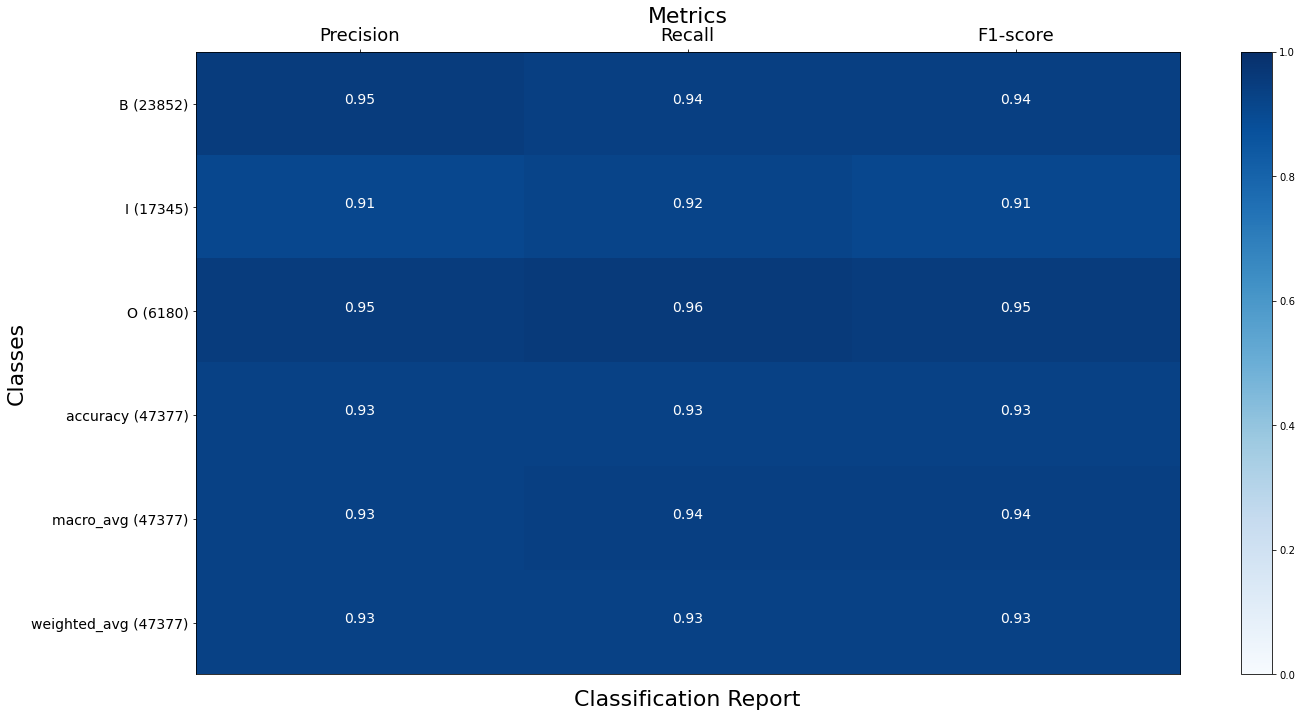 Metrics
Precision Recall F1-score
B (23852) 0.95 0.94 0.94
I (17345) 0.91 0.92 0.91
O (6180) 0.95 0.96 0.95
accuracy (47377) 0.93 0.93 0.93
macro_avg (47377) 0.93 0.94 0.94
weighted_avg (47377) 0.93 0.93 0.93
Classes
Classification Report
1.0
0.8
0.6
0.4
0.2
0.0